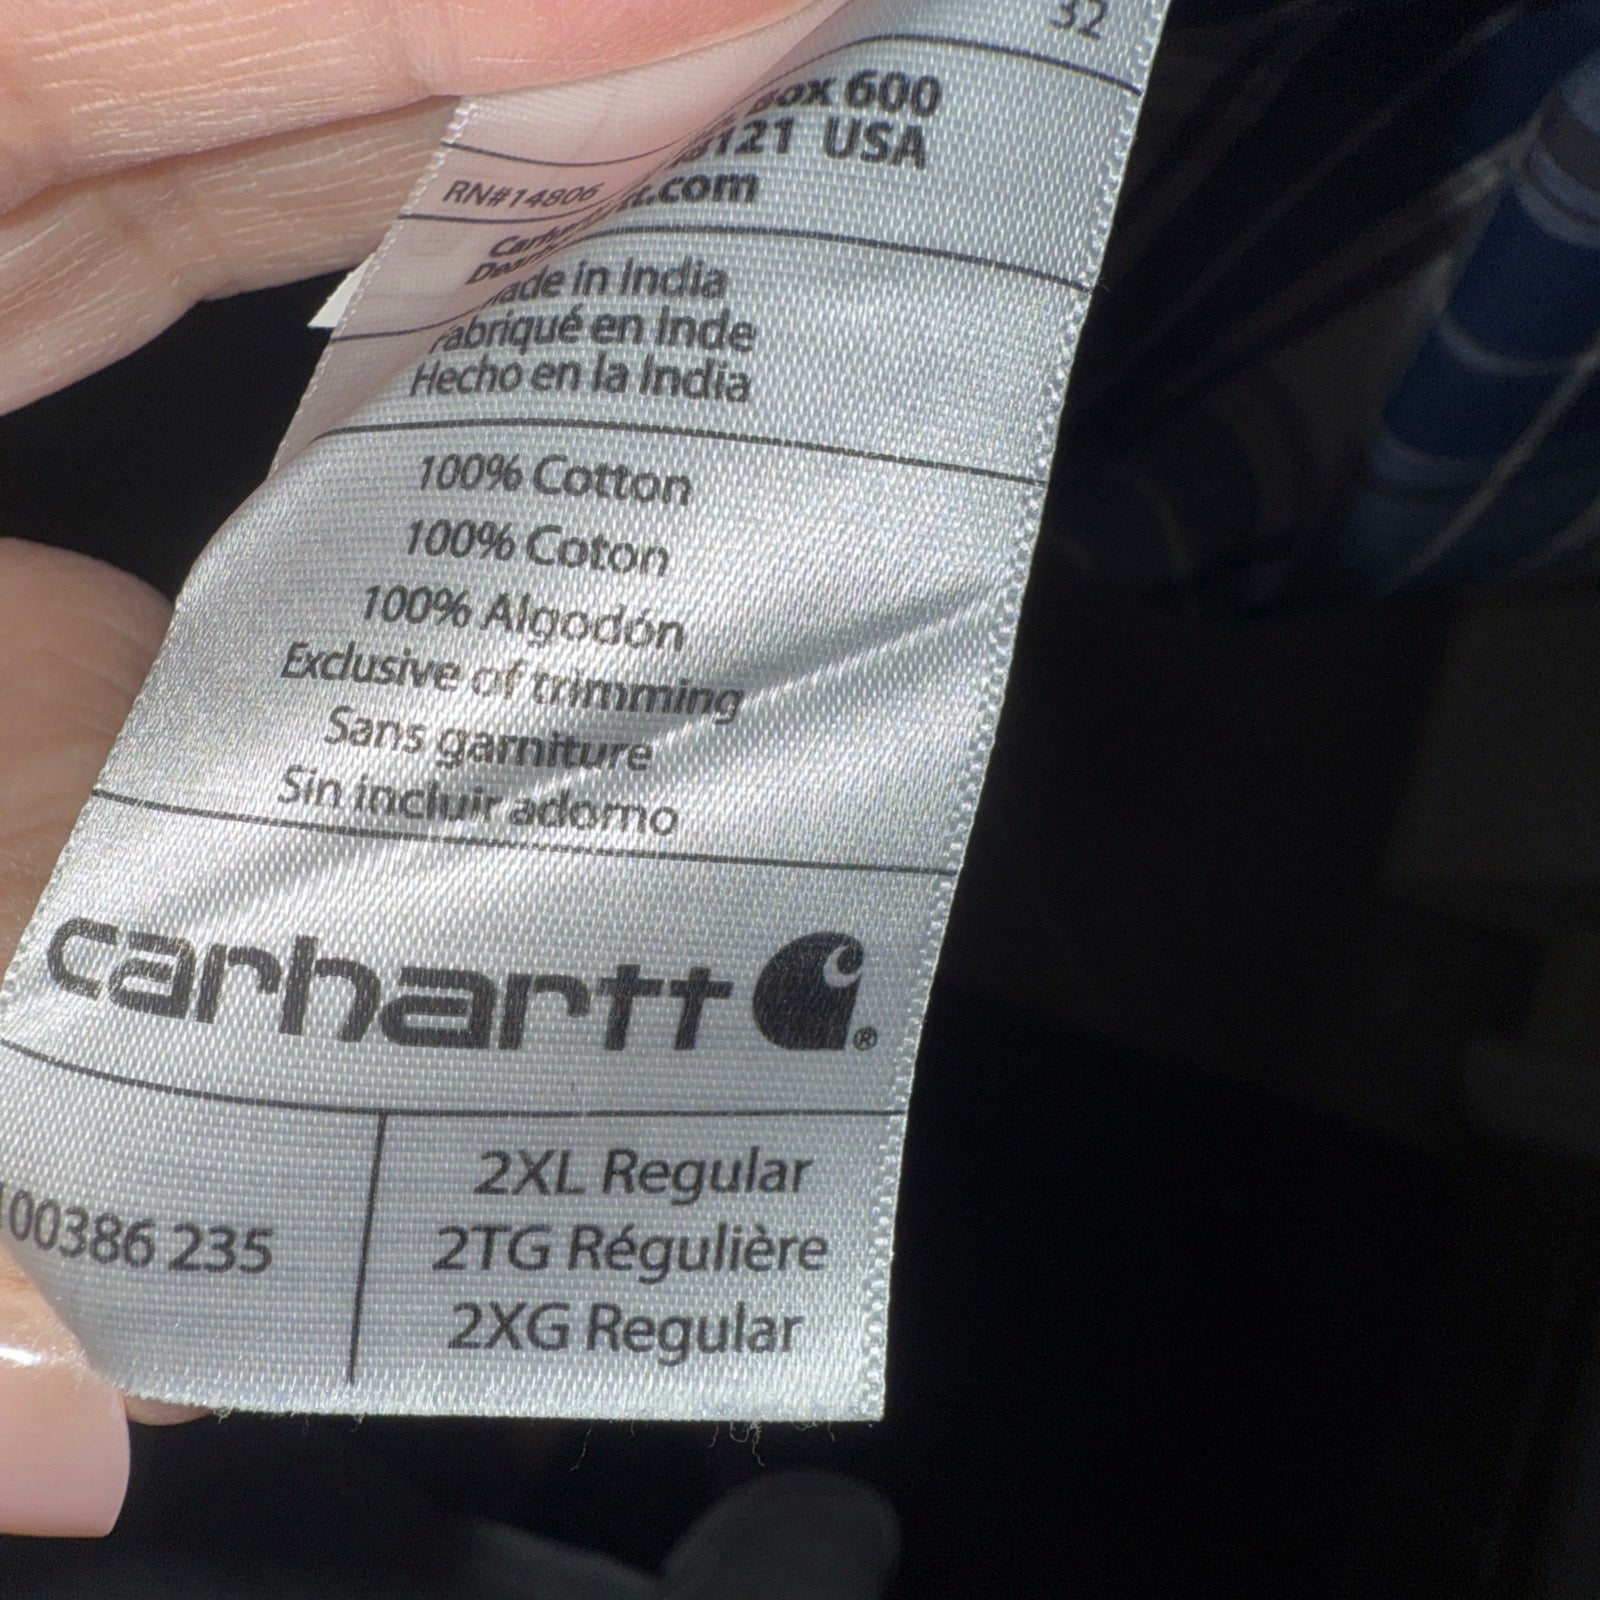 32
Box 600
USA
RN#14806
.com
in India
Fabriqué en Inde
Hecho en la India
100% Cotton
100% Coton
100% Algodón
Exclusive of trimming
Sans garniture
Sin incluir adorno
carhartt
®
100386 235
2XL Regular
2TG Régulière
2XG Regular